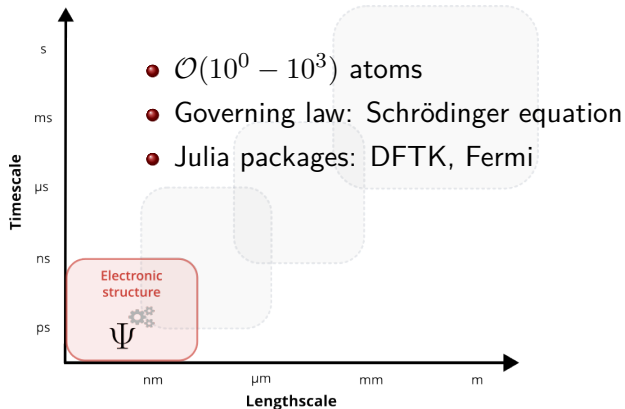 s
ms
µs
ns
ps
Timescale
• 𝒪(10⁰ − 10³) atoms
• Governing law: Schrödinger equation
• Julia packages: DFTK, Fermi
Electronic
structure
Ψ
nm
µm
mm
m
Lengthscale